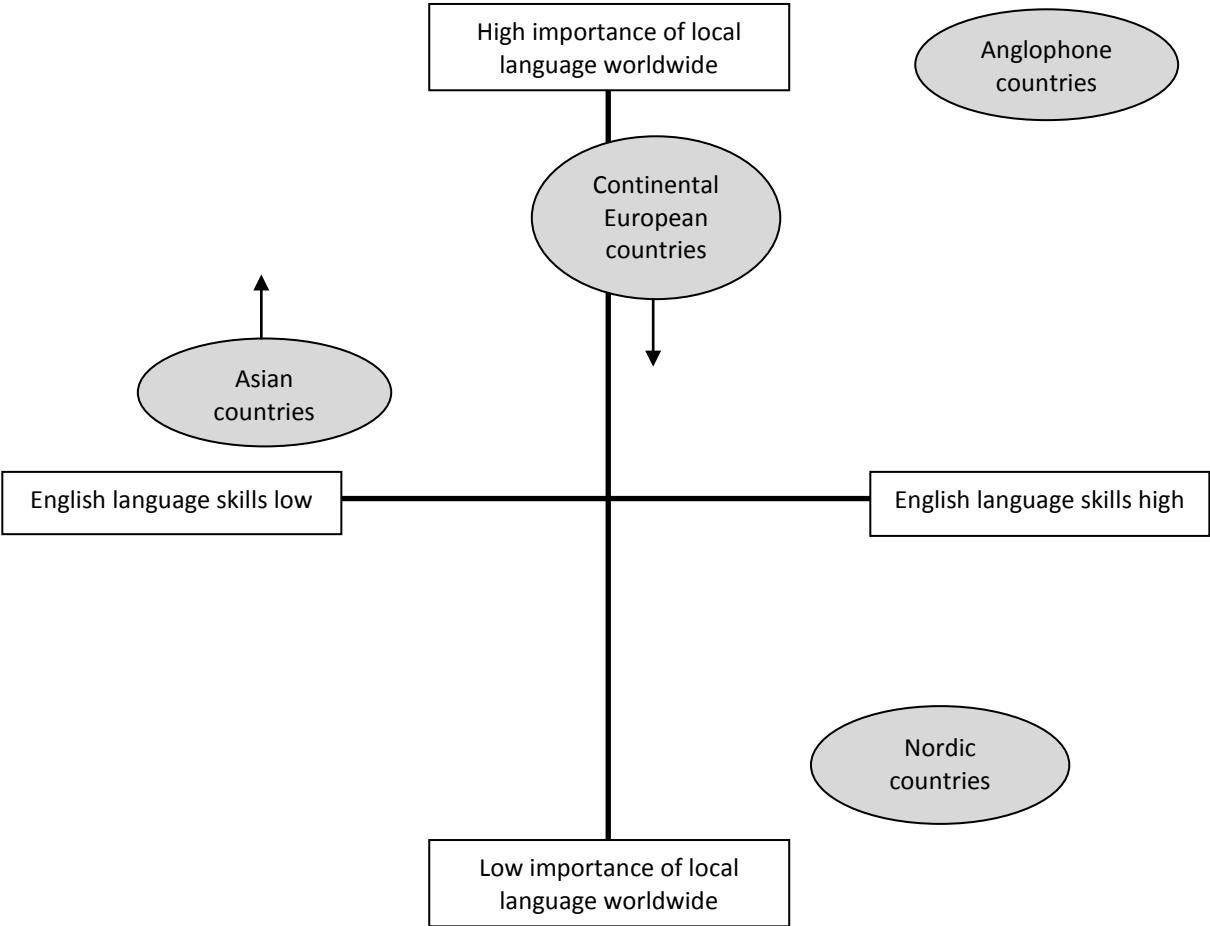 High importance of local
language worldwide
Anglophone
countries
Continental
European
countries
Asian
countries
English language skills low
English language skills high
Nordic
countries
Low importance of local
language worldwide